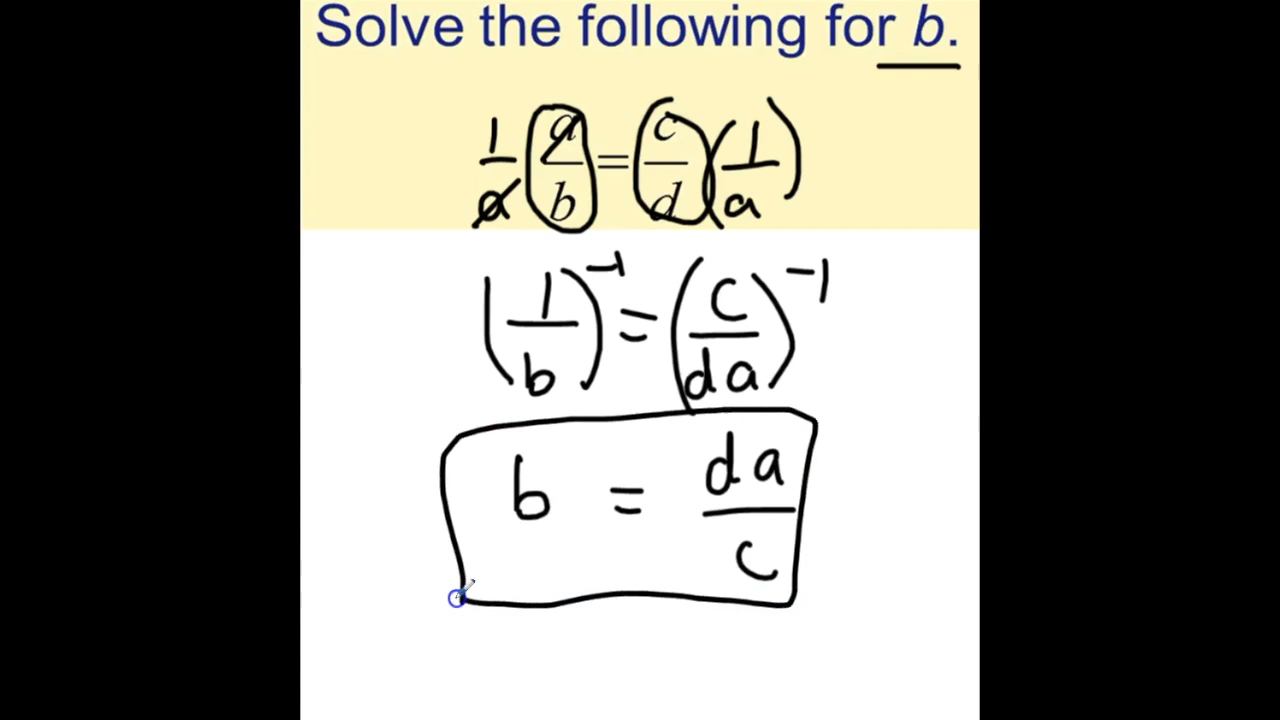 Solve the following for b.
1/a (a/b) = (c/d)(1/a)
(1/b)^-1 = (c/da)^-1
b = da/c